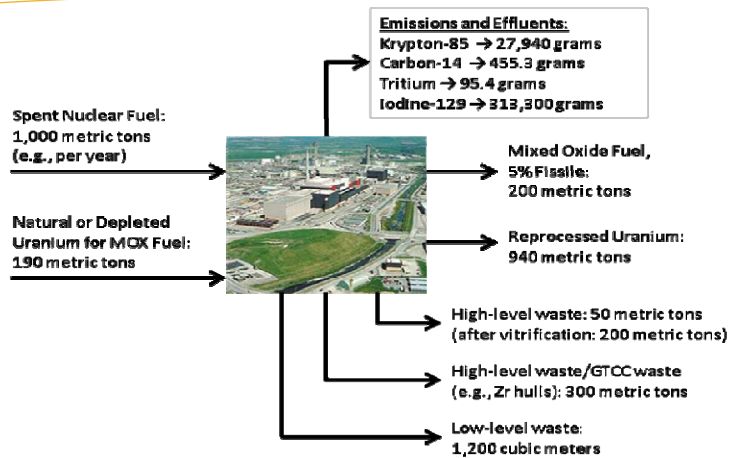 Emissions and Effluents:
Krypton-85 → 27,940 grams
Carbon-14 → 455.3 grams
Tritium → 95.4 grams
Iodine-129 → 313,300 grams
Spent Nuclear Fuel:
1,000 metric tons
(e.g., per year)
Natural or Depleted
Uranium for MOX Fuel:
190 metric tons
Mixed Oxide Fuel,
5% Fissile:
200 metric tons
Reprocessed Uranium:
940 metric tons
High-level waste: 50 metric tons
(after vitrification: 200 metric tons)
High-level waste/GTCC waste
(e.g., Zr hulls): 300 metric tons
Low-level waste:
1,200 cubic meters